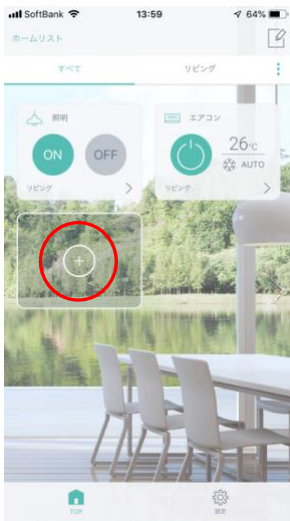 SoftBank 13:59 64%
ホームリスト
すべて リビング
照明 エアコン
ON OFF 26℃
AUTO
リビング リビング
TOP 設定